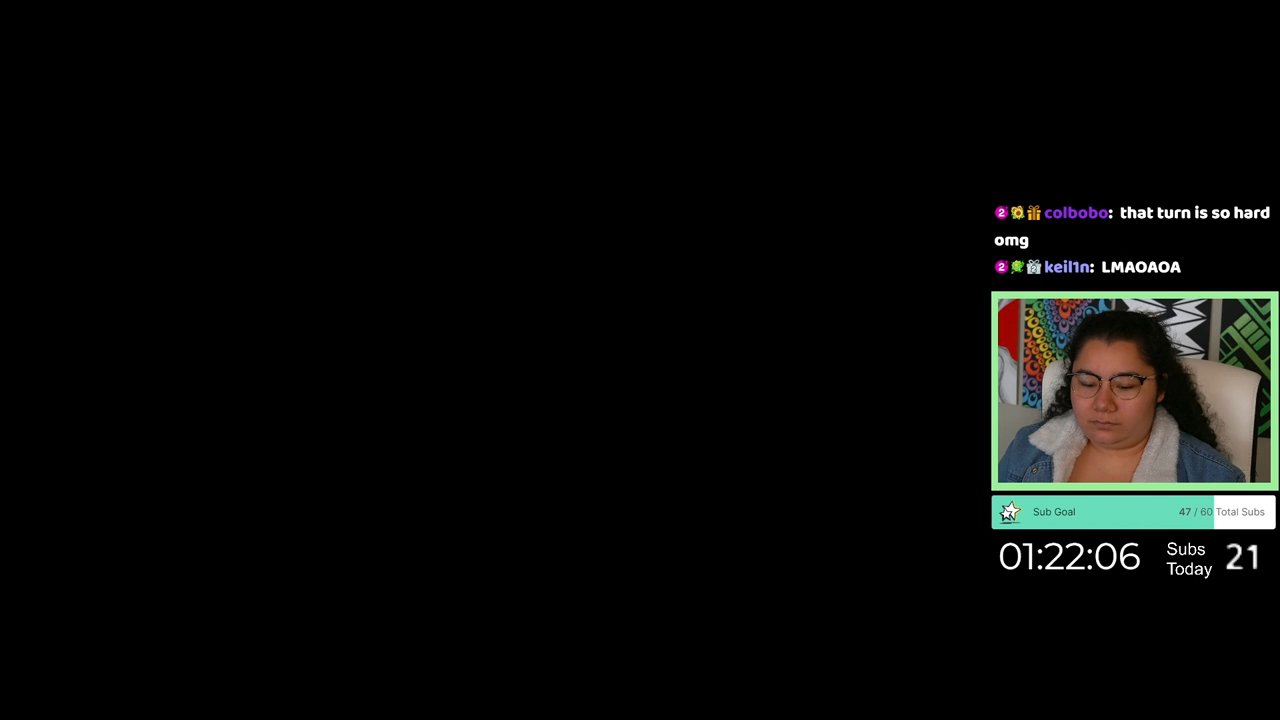 colbobo: that turn is so hard
omg
keil1n: LMAOAOA
Sub Goal 47 / 60 Total Subs
01:22:06 Subs Today 21